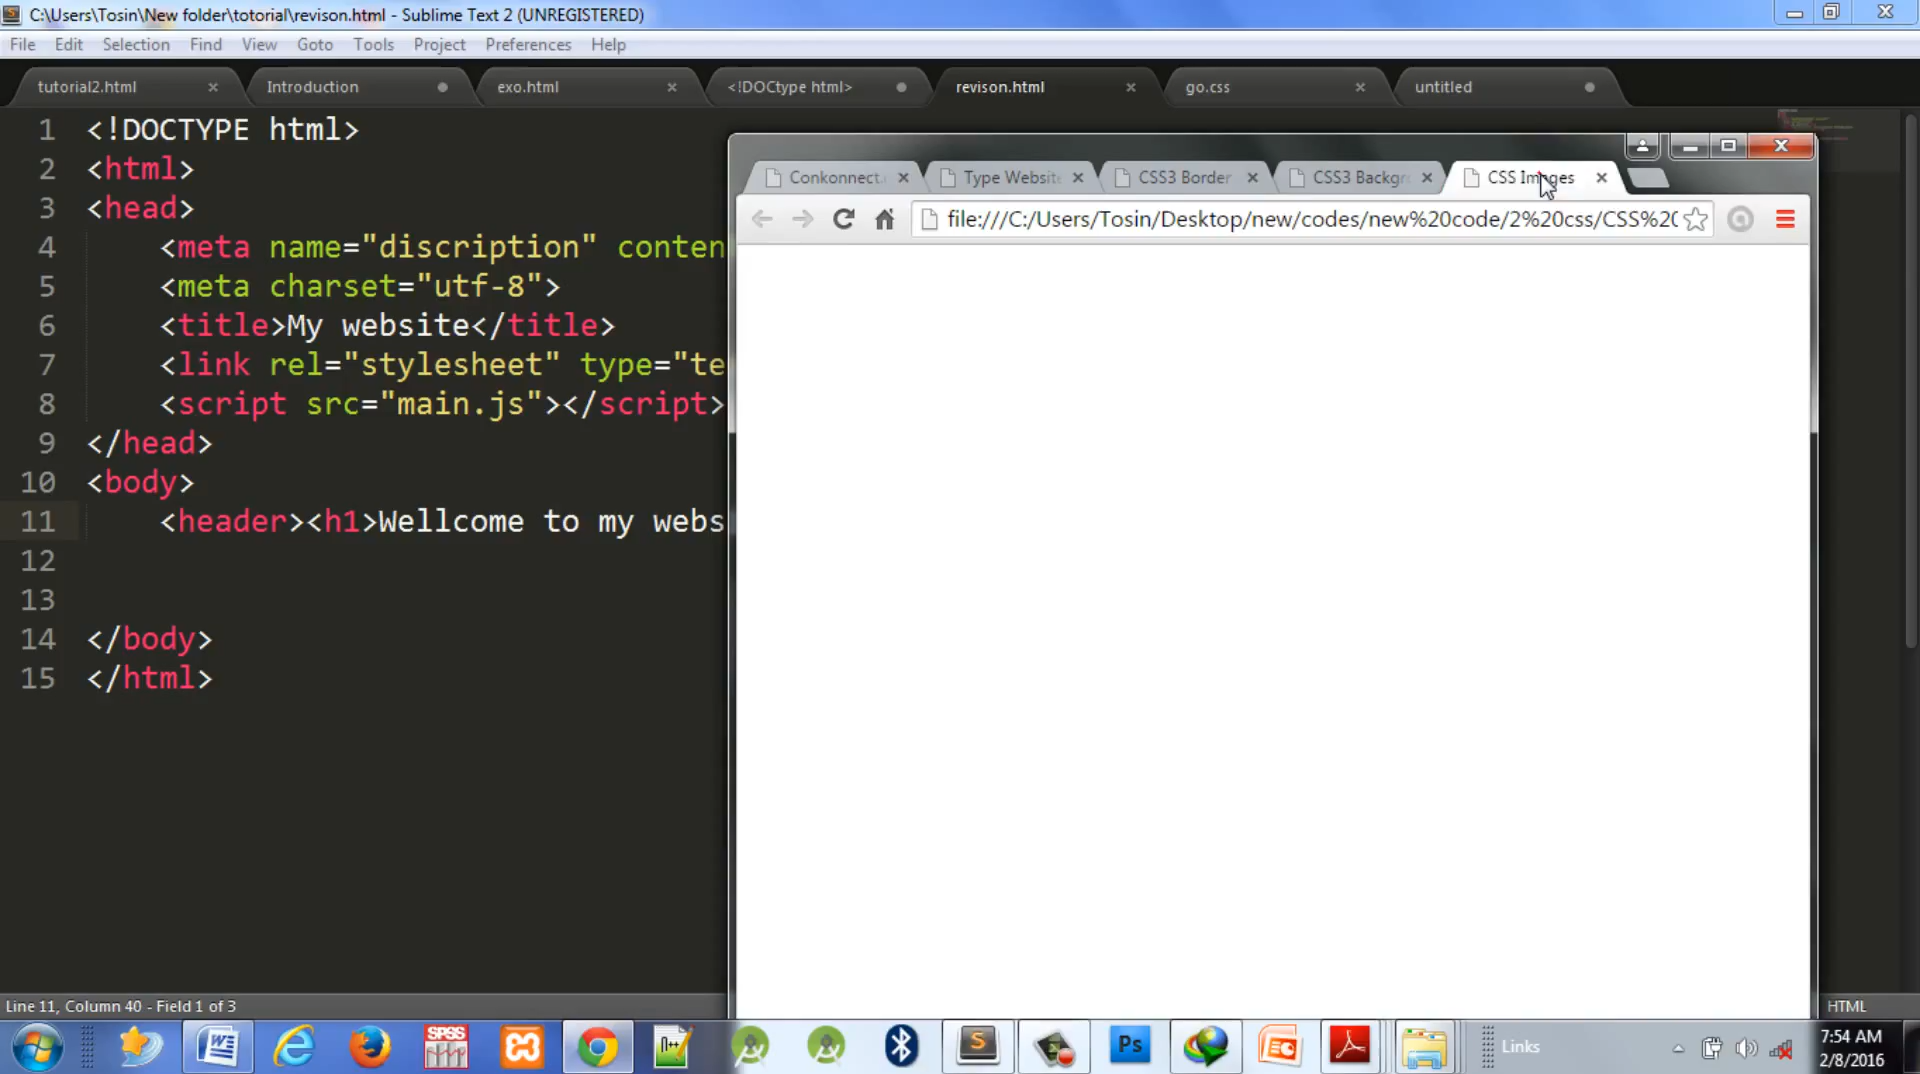 C:\Users\Tosin\New folder\totorial\revison.html - Sublime Text 2 (UNREGISTERED)
File Edit Selection Find View Goto Tools Project Preferences Help
tutorial2.html Introduction exo.html <!DOCtype html> revison.html go.css untitled
1 <!DOCTYPE html>
2 <html>
3 <head>
4 <meta name="discription" conten
5 <meta charset="utf-8">
6 <title>My website</title>
7 <link rel="stylesheet" type="te
8 <script src="main.js"></script>
9 </head>
10 <body>
11 <header><h1>Wellcome to my webs
12
13
14 </body>
15 </html>
Conkonnect. Type Website CSS3 Border CSS3 Backgr CSS Images
file:///C:/Users/Tosin/Desktop/new/codes/new%20code/2%20css/CSS%20
Line 11, Column 40 - Field 1 of 3
HTML
SPSS
n++
Ps
Links
7:54 AM
2/8/2016